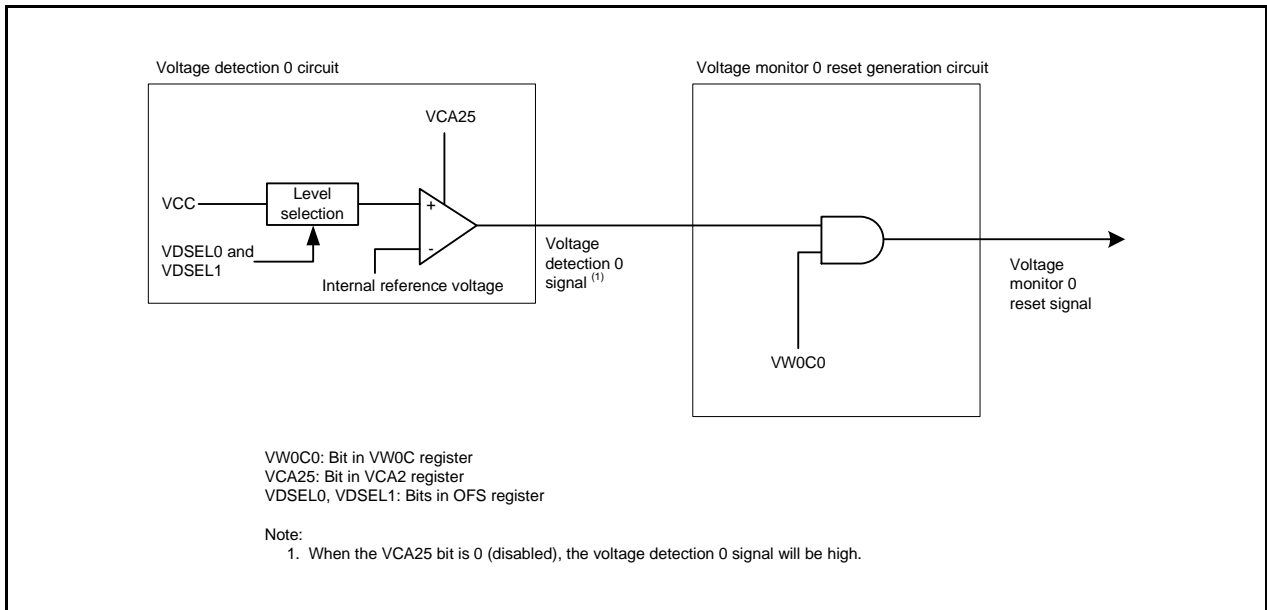 Voltage detection 0 circuit
Voltage monitor 0 reset generation circuit
VCA25
VCC
Level
selection
+
-
VDSEL0 and
VDSEL1
Internal reference voltage
Voltage
detection 0
signal (1)
Voltage
monitor 0
reset signal
VW0C0
VW0C0: Bit in VW0C register
VCA25: Bit in VCA2 register
VDSEL0, VDSEL1: Bits in OFS register
Note:
1. When the VCA25 bit is 0 (disabled), the voltage detection 0 signal will be high.